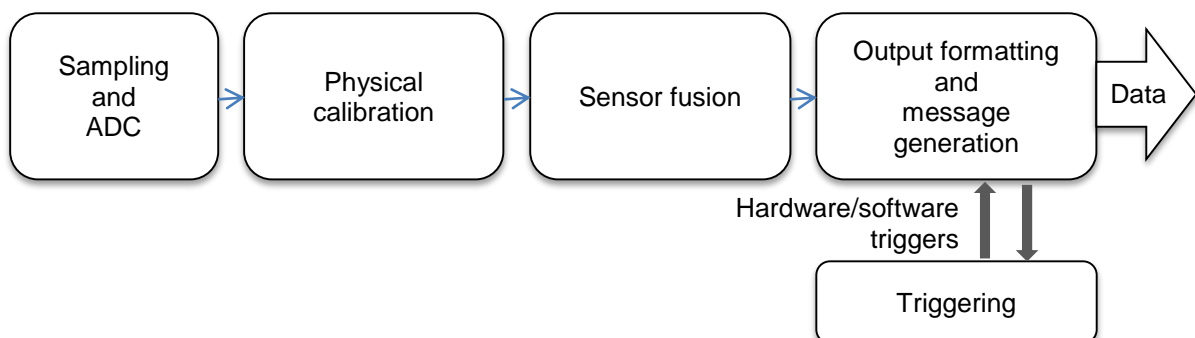 Sampling
and
ADC
Physical
calibration
Sensor fusion
Output formatting
and
message
generation
Data
Hardware/software
triggers
Triggering